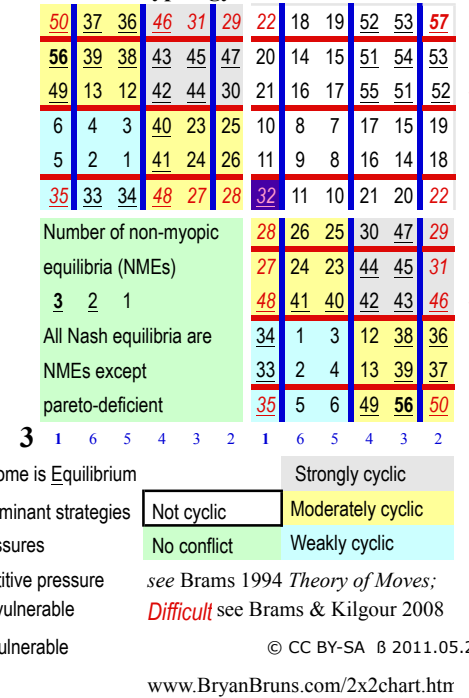 50 37 36 46 31 29 22 18 19 52 53 57
56 39 38 43 45 47 20 14 15 51 54 53
49 13 12 42 44 30 21 16 17 55 51 52
6 4 3 40 23 25 10 8 7 17 15 19
5 2 1 41 24 26 11 9 8 16 14 18
35 33 34 48 27 28 32 11 10 21 20 22
Number of non-myopic 28 26 25 30 47 29
equilibria (NMEs) 27 24 23 44 45 31
3 2 1 48 41 40 42 43 46
All Nash equilibria are 34 1 3 12 38 36
NMEs except 33 2 4 13 39 37
pareto-deficient 35 5 6 49 56 50
3 1 6 5 4 3 2 1 6 5 4 3 2
ome is Equilibrium Strongly cyclic
minant strategies Not cyclic Moderately cyclic
ssures No conflict Weakly cyclic
titive pressure see Brams 1994 Theory of Moves;
vulnerable Difficult see Brams & Kilgour 2008
ulnerable © CC BY-SA ß 2011.05.2
www.BryanBruns.com/2x2chart.htm